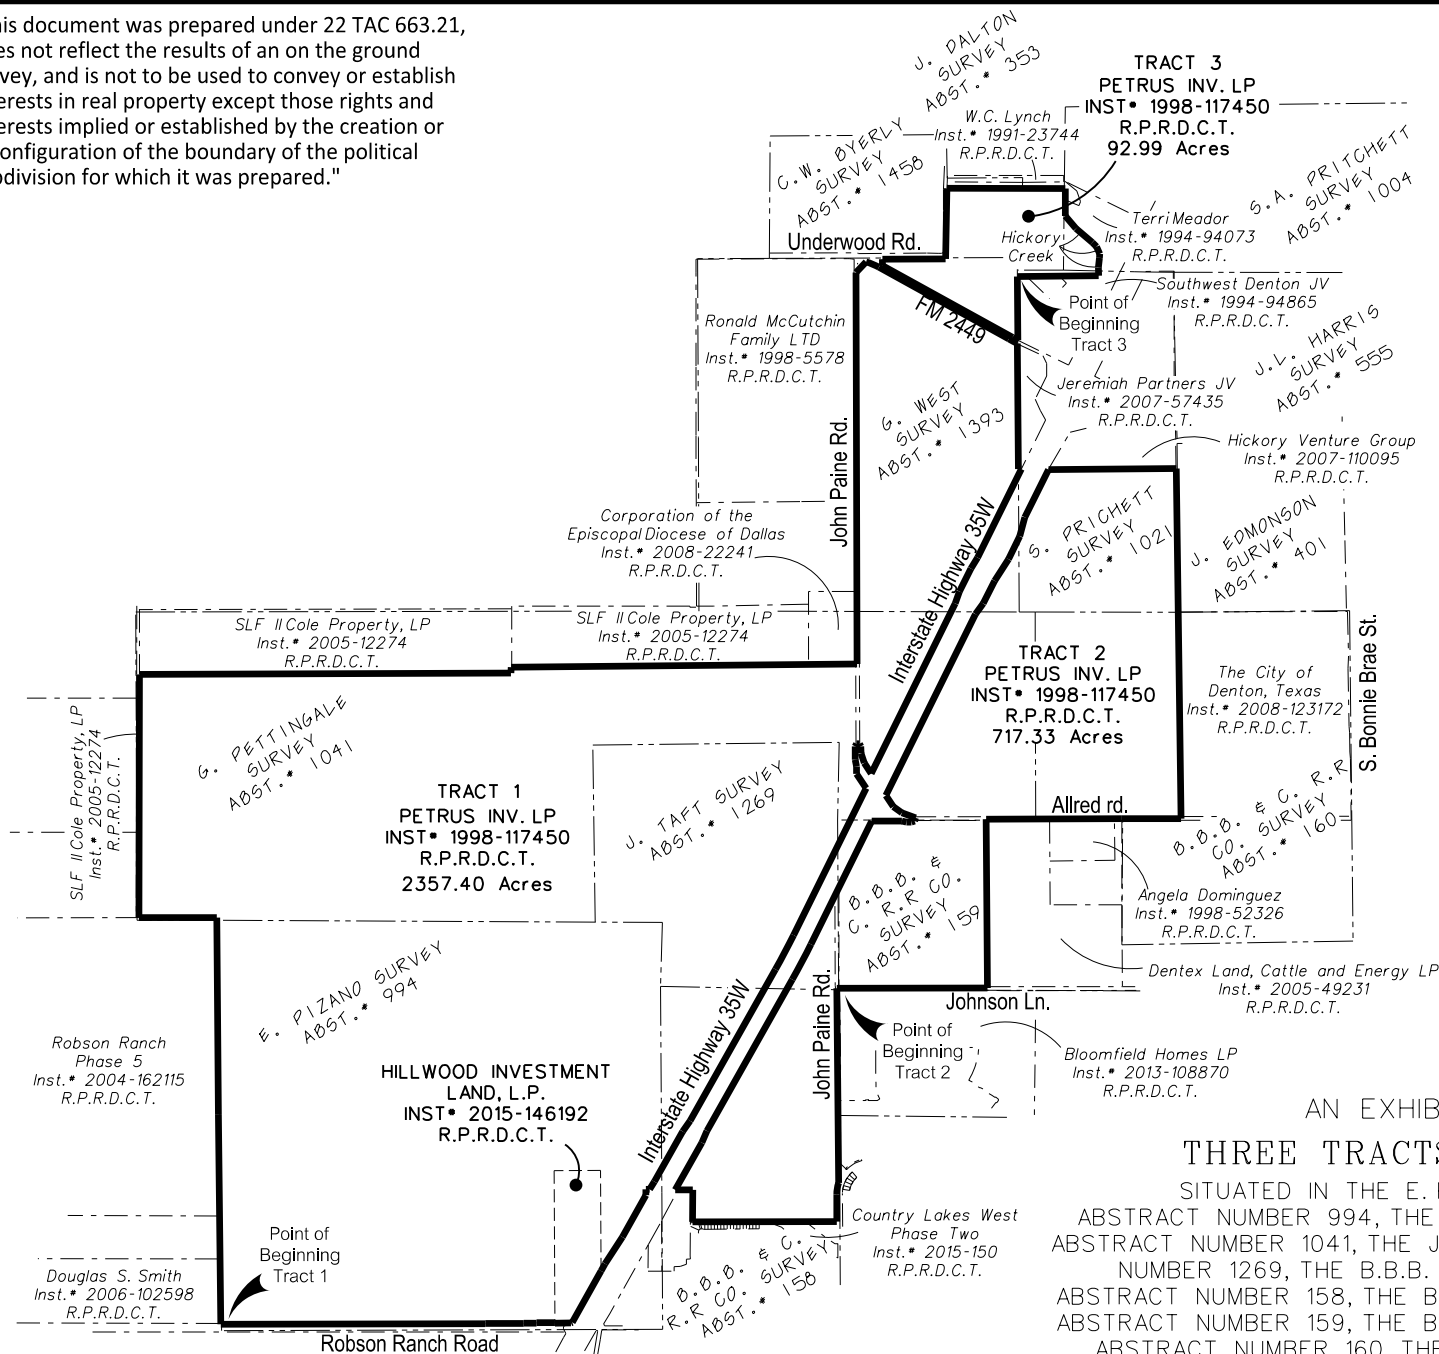 his document was prepared under 22 TAC 663.21,
es not reflect the results of an on the ground
vey, and is not to be used to convey or establish
erests in real property except those rights and
erests implied or established by the creation or
configuration of the boundary of the political
bdivision for which it was prepared."
J. DALTON
SURVEY
ABST.* 353
TRACT 3
PETRUS INV. LP
INST* 1998-117450
R.P.R.D.C.T.
92.99 Acres
W.C. Lynch
Inst.* 1991-23744
R.P.R.D.C.T.
C.W. BYERLY
SURVEY
ABST.* 1458
S.A. PRITCHETT
SURVEY
ABST.* 1004
Underwood Rd.
Hickory
Creek
Terri Meador
Inst.* 1994-94073
R.P.R.D.C.T.
Southwest Denton JV
Inst.* 1994-94865
R.P.R.D.C.T.
Point of
Beginning
Tract 3
FM 2449
Ronald McCutchin
Family LTD
Inst.* 1998-5578
R.P.R.D.C.T.
J.L. HARRIS
SURVEY
ABST.* 555
Jeremiah Partners JV
Inst.* 2007-57435
R.P.R.D.C.T.
G. WEST
SURVEY
ABST.* 1393
John Paine Rd.
Hickory Venture Group
Inst.* 2007-110095
R.P.R.D.C.T.
Corporation of the
Episcopal Diocese of Dallas
Inst.* 2008-22241
R.P.R.D.C.T.
Interstate Highway 35W
S. PRICHETT
SURVEY
ABST.* 1021
J. EDMONSON
SURVEY
ABST.* 401
SLF II Cole Property, LP
Inst.* 2005-12274
R.P.R.D.C.T.
SLF II Cole Property, LP
Inst.* 2005-12274
R.P.R.D.C.T.
TRACT 2
PETRUS INV. LP
INST* 1998-117450
R.P.R.D.C.T.
717.33 Acres
The City of
Denton, Texas
Inst.* 2008-123172
R.P.R.D.C.T.
S. Bonnie Brae St.
SLF II Cole Property, LP
Inst.* 2005-12274
R.P.R.D.C.T.
G. PETTINGALE
SURVEY
ABST.* 1041
TRACT 1
PETRUS INV. LP
INST* 1998-117450
R.P.R.D.C.T.
2357.40 Acres
J. TAFT SURVEY
ABST.* 1269
Allred rd.
B.B.B. & C. R.R
CO. SURVEY
ABST.* 160
B.B.B. &
C. R.R CO.
SURVEY
ABST.* 159
Angela Dominguez
Inst.* 1998-52326
R.P.R.D.C.T.
E. PIZANO SURVEY
ABST.* 994
Dentex Land, Cattle and Energy LP
Inst.* 2005-49231
R.P.R.D.C.T.
Johnson Ln.
John Paine Rd.
Point of
Beginning
Tract 2
Robson Ranch
Phase 5
Inst.* 2004-162115
R.P.R.D.C.T.
HILLWOOD INVESTMENT
LAND, L.P.
INST* 2015-146192
R.P.R.D.C.T.
Interstate Highway 35W
Bloomfield Homes LP
Inst.* 2013-108870
R.P.R.D.C.T.
AN EXHIB
THREE TRACTS
SITUATED IN THE E.
ABSTRACT NUMBER 994, THE
ABSTRACT NUMBER 1041, THE J
NUMBER 1269, THE B.B.B.
ABSTRACT NUMBER 158, THE B
ABSTRACT NUMBER 159, THE B
ABSTRACT NUMBER 160, THE
Country Lakes West
Phase Two
Inst.* 2015-150
R.P.R.D.C.T.
Point of
Beginning
Tract 1
Douglas S. Smith
Inst.* 2006-102598
R.P.R.D.C.T.
B.B.B. & C.
R.R CO. SURVEY
ABST.* 158
Robson Ranch Road